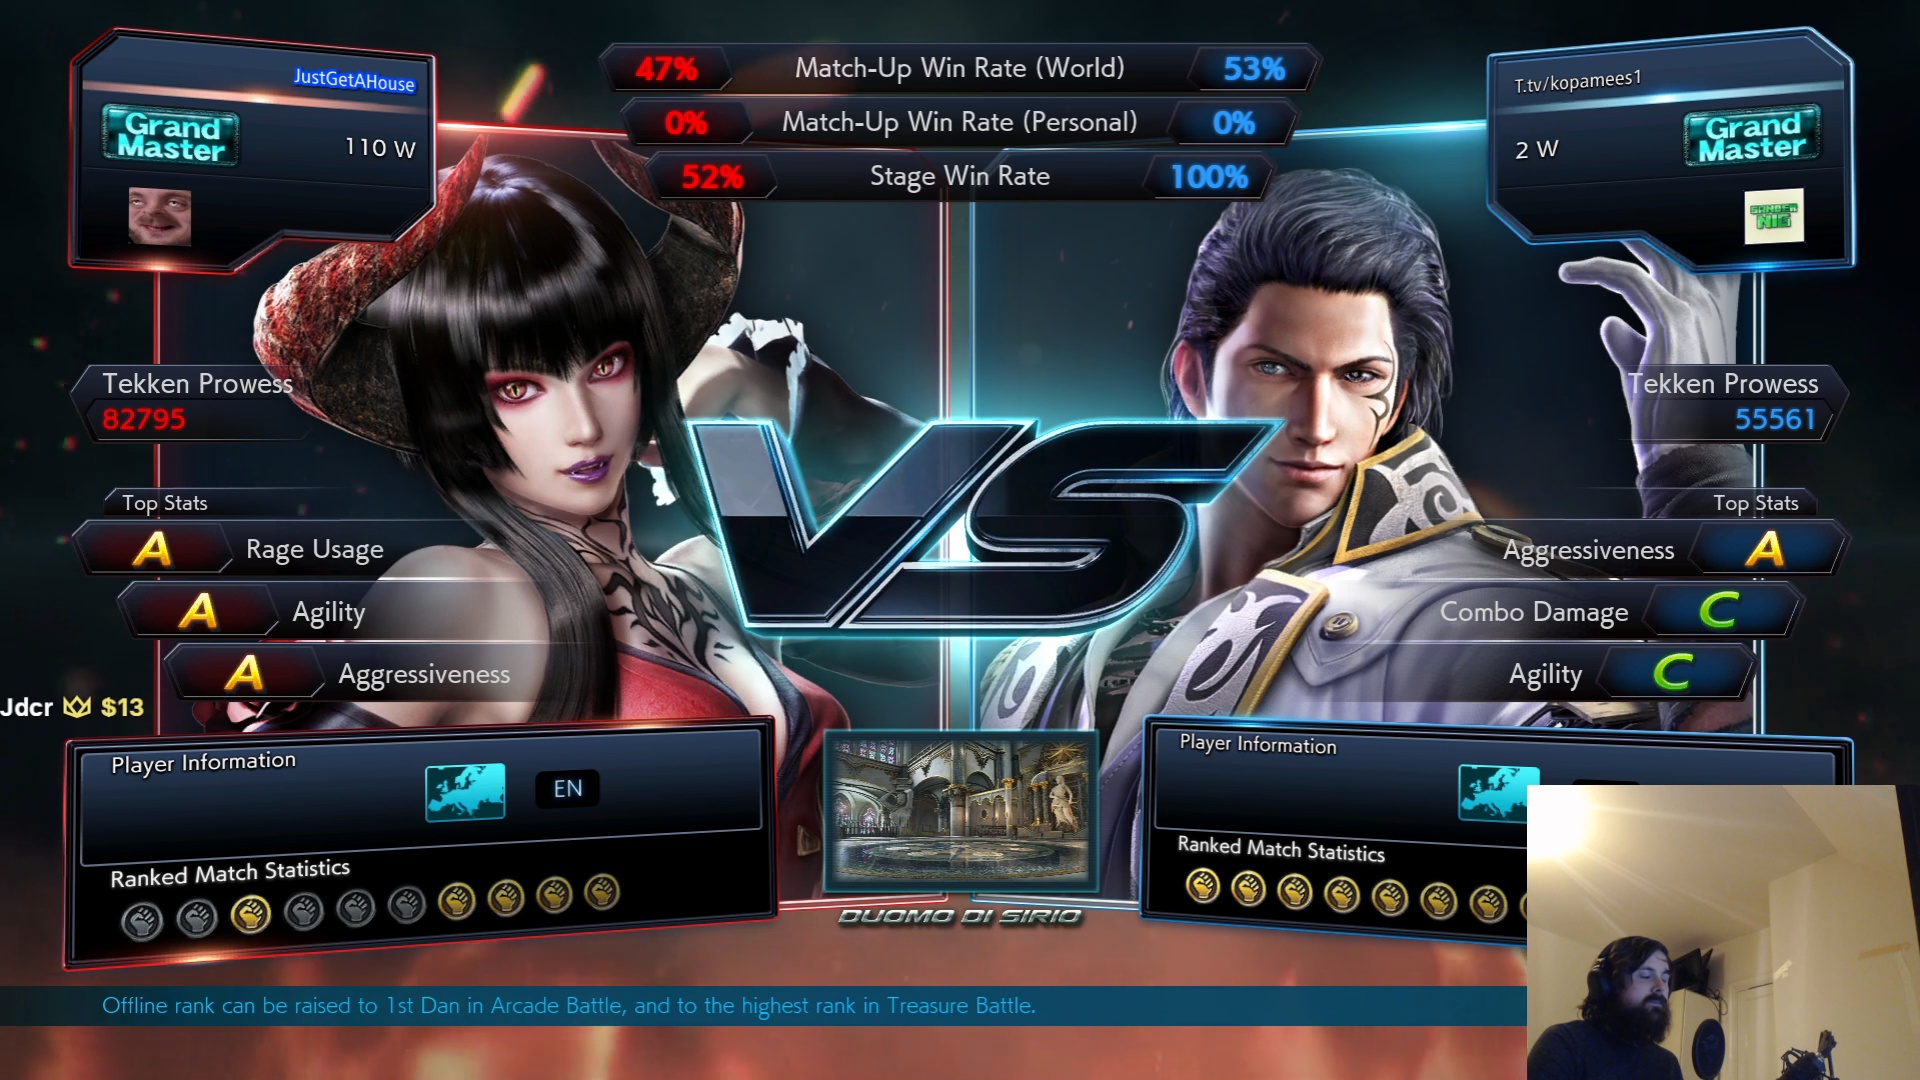 JustGetAHouse
Grand
Master
110 W
47% Match-Up Win Rate (World) 53%
0% Match-Up Win Rate (Personal) 0%
52% Stage Win Rate 100%
T.tv/kopamees1
2 W
Grand
Master
Tekken Prowess
82795
Tekken Prowess
55561
VS
Top Stats
A Rage Usage
A Agility
A Aggressiveness
Top Stats
Aggressiveness A
Combo Damage C
Agility C
Jdcr $13
Player Information
EN
Ranked Match Statistics
DUOMO DI SIRIO
Player Information
Ranked Match Statistics
Offline rank can be raised to 1st Dan in Arcade Battle, and to the highest rank in Treasure Battle.